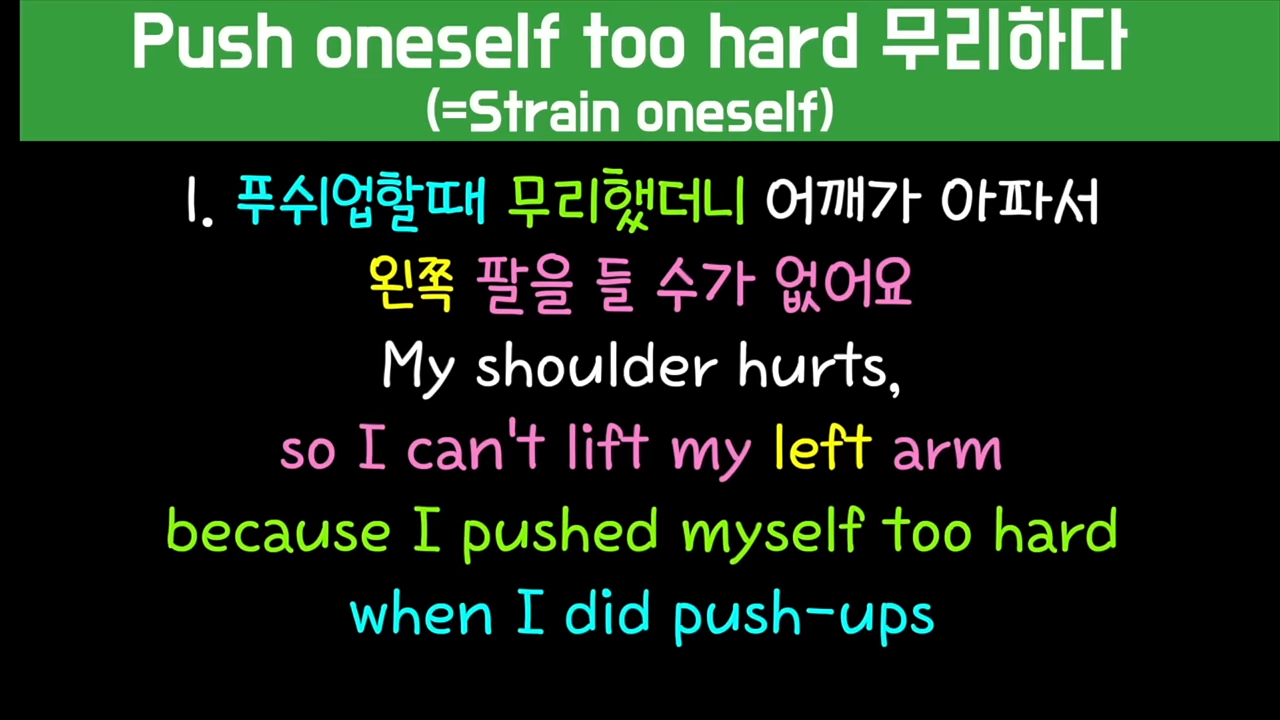 Push oneself too hard 무리하다
(=Strain oneself)
1. 푸쉬업할때 무리했더니 어깨가 아파서
왼쪽 팔을 들 수가 없어요
My shoulder hurts,
so I can't lift my left arm
because I pushed myself too hard
when I did push-ups